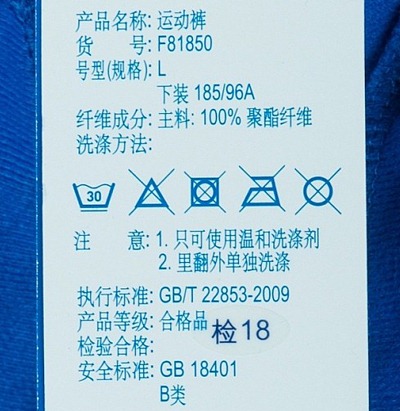 产品名称: 运动裤
货 号: F81850
号型(规格): L
下装 185/96A
纤维成分: 主料: 100% 聚酯纤维
洗涤方法:
30
注 意: 1. 只可使用温和洗涤剂
2. 里翻外单独洗涤
执行标准: GB/T 22853-2009
产品等级: 合格品
检验合格: 检18
安全标准: GB 18401
B类